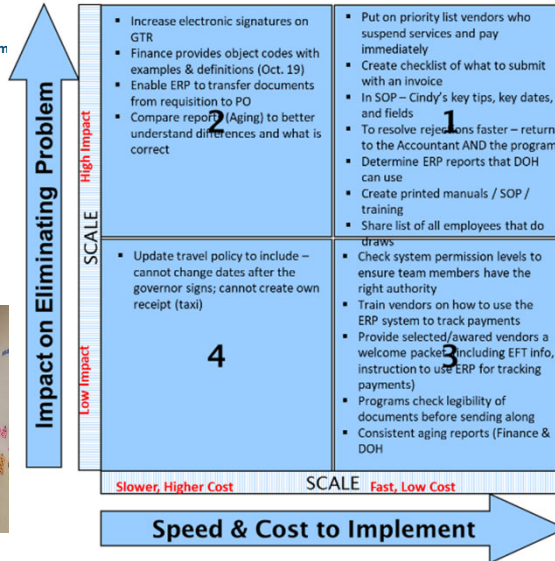 m
Impact on Eliminating Problem
SCALE
High Impact
Low Impact
▪ Increase electronic signatures on
GTR
▪ Finance provides object codes with
examples & definitions (Oct. 19)
▪ Enable ERP to transfer documents
from requisition to PO
▪ Compare report (Aging) to better
understand differences and what is
correct
2
▪ Put on priority list vendors who
suspend services and pay
immediately
▪ Create checklist of what to submit
with an invoice
▪ In SOP – Cindy's key tips, key dates,
and fields
▪ To resolve rejections faster – return
to the Accountant AND the program
▪ Determine ERP reports that DOH
can use
▪ Create printed manuals / SOP /
training
▪ Share list of all employees that do
draws
1
▪ Update travel policy to include –
cannot change dates after the
governor signs; cannot create own
receipt (taxi)
4
▪ Check system permission levels to
ensure team members have the
right authority
▪ Train vendors on how to use the
ERP system to track payments
▪ Provide selected/awared vendors a
welcome packet (including EFT info,
instruction to use ERP for tracking
payments)
▪ Programs check legibility of
documents before sending along
▪ Consistent aging reports (Finance &
DOH
3
Slower, Higher Cost SCALE Fast, Low Cost
Speed & Cost to Implement